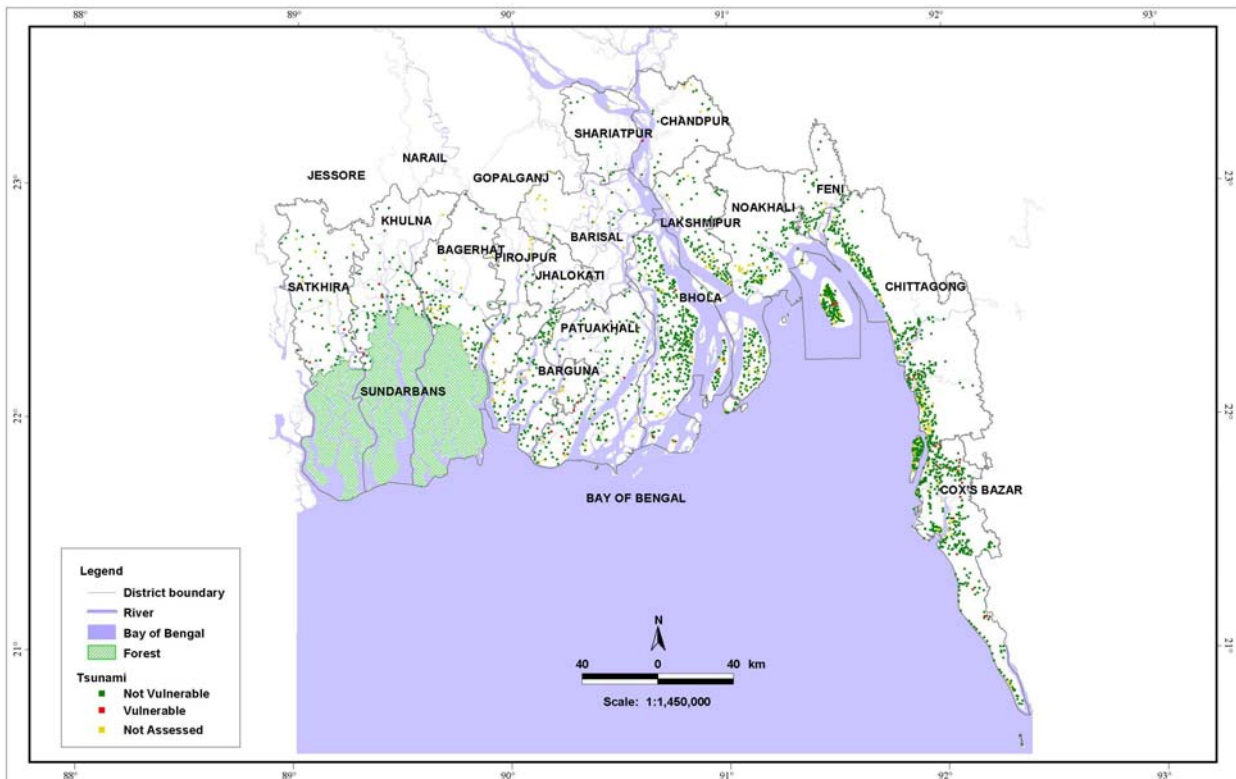 88° 89° 90° 91° 92° 93°
CHANDPUR
SHARIATPUR
NARAIL
23° JESSORE GOPALGANJ FENI 23°
KHULNA NOAKHALI
LAKSHMIPUR
BARISAL
BAGERHAT
PIROJPUR
JHALOKATI
SATKHIRA CHITTAGONG
BHOLA
PATUAKHALI
BARGUNA
SUNDARBANS
22° 22°
COX'S BAZAR
BAY OF BENGAL
Legend
District boundary
River
Bay of Bengal
Forest
21° 21°
Tsunami
Not Vulnerable
Vulnerable
Not Assessed
N
40 0 40 km
Scale: 1:1,450,000
88° 89° 90° 91° 92° 93°